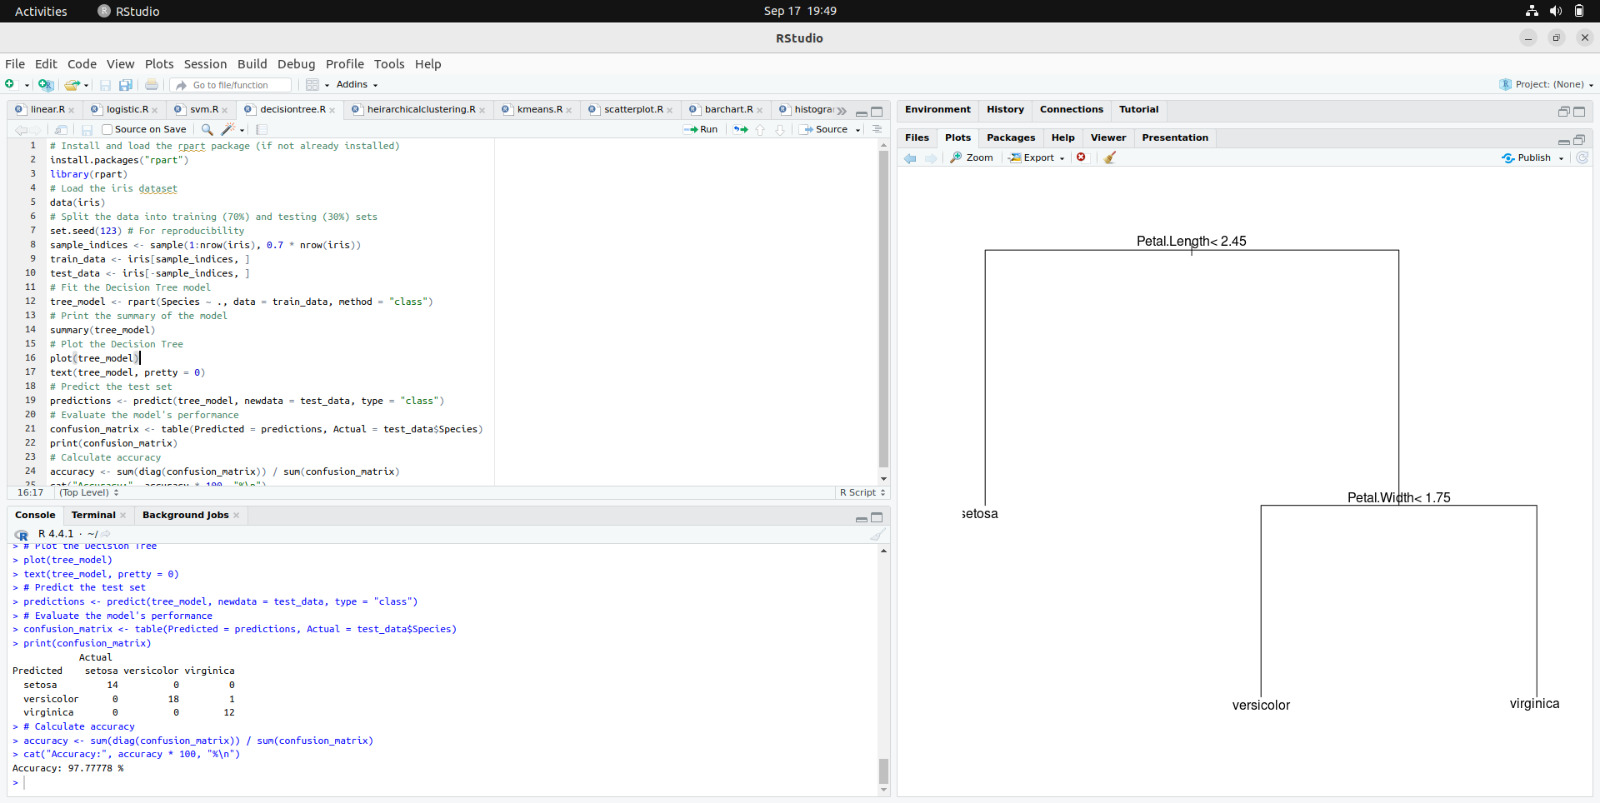 Activities RStudio Sep 17 19:49
RStudio
File Edit Code View Plots Session Build Debug Profile Tools Help
Go to file/function Addins Project: (None)
linear.R logistic.R svm.R decisiontree.R heirarchicalclustering.R kmeans.R scatterplot.R barchart.R histogra
Source on Save Run Source
1 # Install and load the rpart package (if not already installed)
2 install.packages("rpart")
3 library(rpart)
4 # Load the iris dataset
5 data(iris)
6 # Split the data into training (70%) and testing (30%) sets
7 set.seed(123) # For reproducibility
8 sample_indices <- sample(1:nrow(iris), 0.7 * nrow(iris))
9 train_data <- iris[sample_indices, ]
10 test_data <- iris[-sample_indices, ]
11 # Fit the Decision Tree model
12 tree_model <- rpart(Species ~ ., data = train_data, method = "class")
13 # Print the summary of the model
14 summary(tree_model)
15 # Plot the Decision Tree
16 plot(tree_model)
17 text(tree_model, pretty = 0)
18 # Predict the test set
19 predictions <- predict(tree_model, newdata = test_data, type = "class")
20 # Evaluate the model's performance
21 confusion_matrix <- table(Predicted = predictions, Actual = test_data$Species)
22 print(confusion_matrix)
23 # Calculate accuracy
24 accuracy <- sum(diag(confusion_matrix)) / sum(confusion_matrix)
25 cat("Accuracy:", accuracy * 100, "%\n")
16:17 (Top Level) R Script
Console Terminal Background Jobs
R 4.4.1 · ~/
> # Plot the Decision Tree
> plot(tree_model)
> text(tree_model, pretty = 0)
> # Predict the test set
> predictions <- predict(tree_model, newdata = test_data, type = "class")
> # Evaluate the model's performance
> confusion_matrix <- table(Predicted = predictions, Actual = test_data$Species)
> print(confusion_matrix)
Actual
Predicted setosa versicolor virginica
setosa 14 0 0
versicolor 0 18 1
virginica 0 0 12
> # Calculate accuracy
> accuracy <- sum(diag(confusion_matrix)) / sum(confusion_matrix)
> cat("Accuracy:", accuracy * 100, "%\n")
Accuracy: 97.77778 %
>
Environment History Connections Tutorial
Files Plots Packages Help Viewer Presentation
Zoom Export Publish
Petal.Length< 2.45
Petal.Width< 1.75
setosa
versicolor
virginica